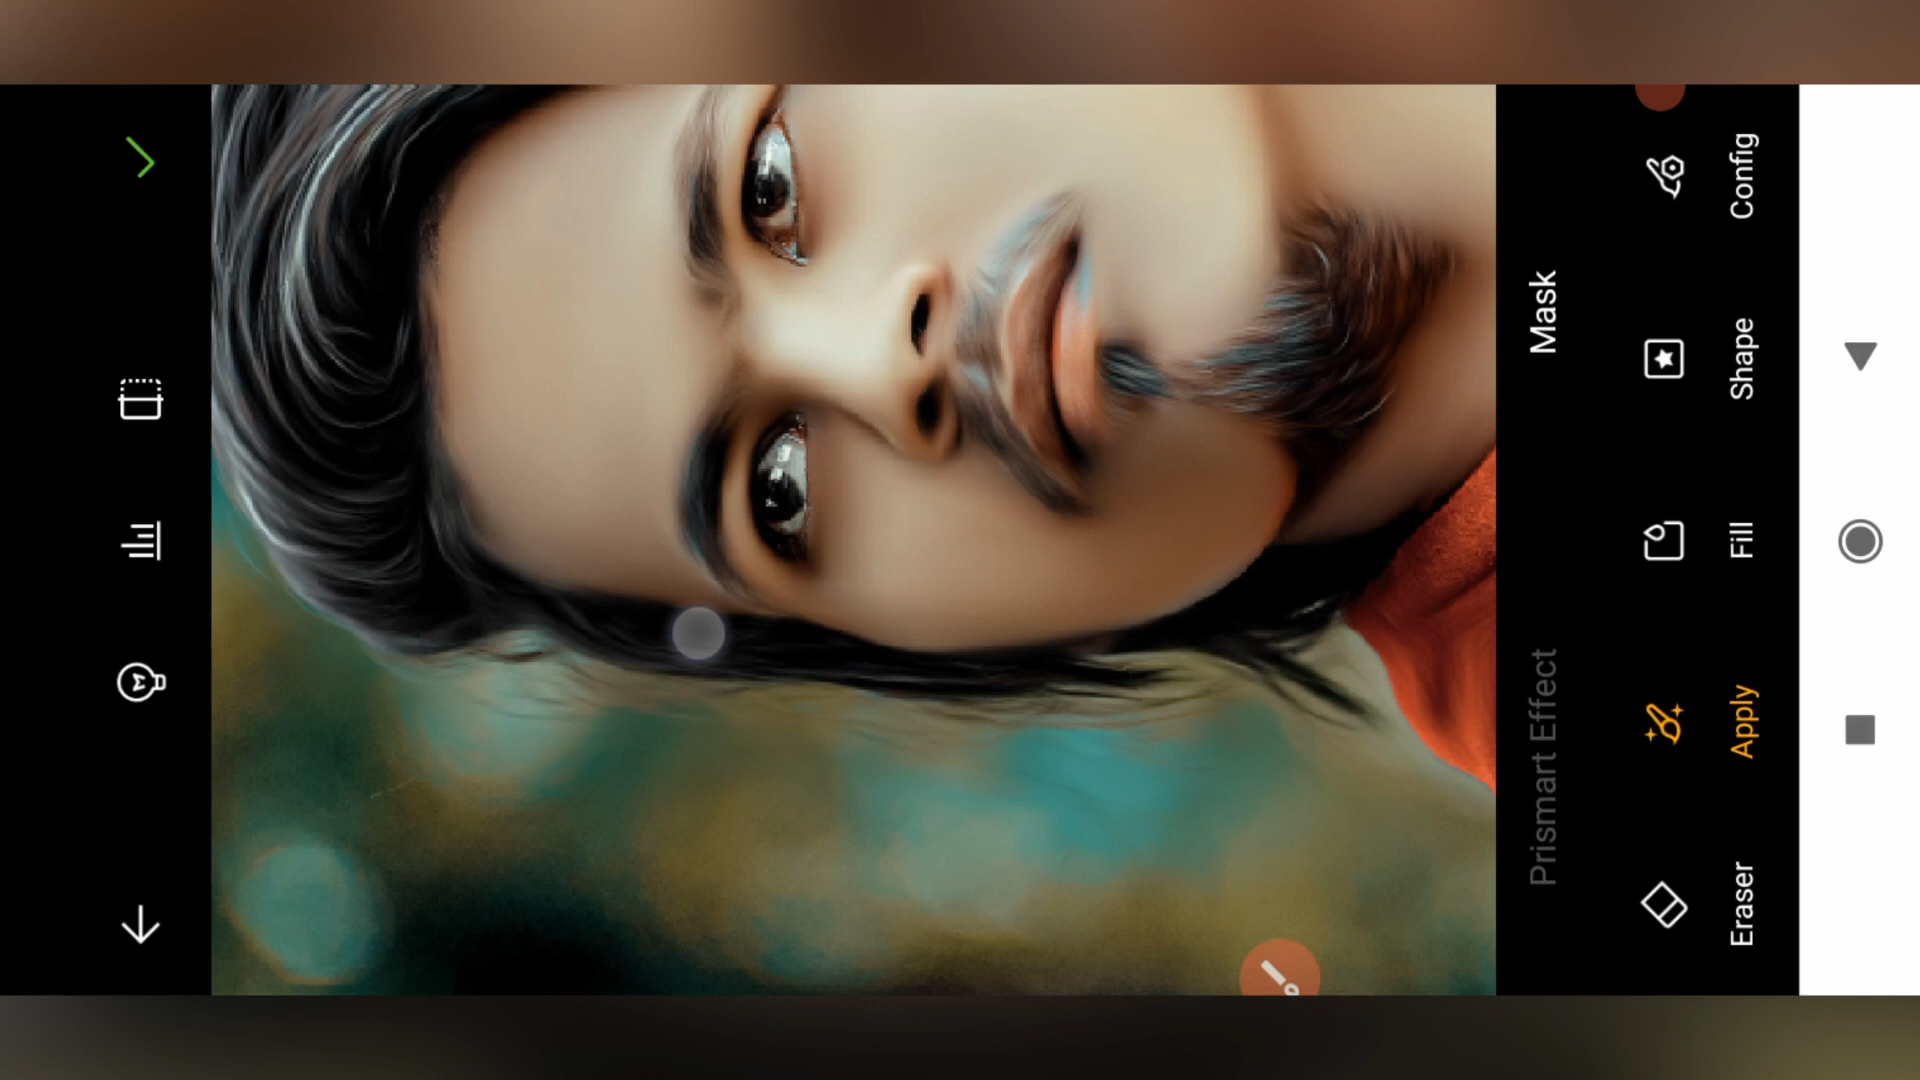 Prismart Effect
Mask
Eraser
Apply
Fill
Shape
Config